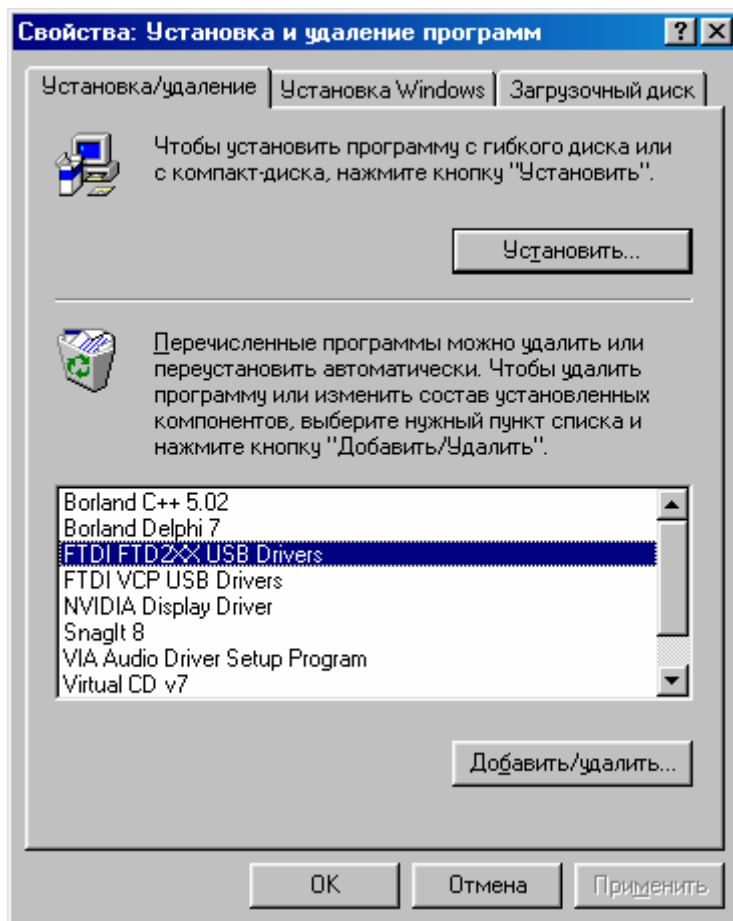 Свойства: Установка и удаление программ
Установка/удаление
Установка Windows
Загрузочный диск
Чтобы установить программу с гибкого диска или
с компакт-диска, нажмите кнопку "Установить".
Установить...
Перечисленные программы можно удалить или
переустановить автоматически. Чтобы удалить
программу или изменить состав установленных
компонентов, выберите нужный пункт списка и
нажмите кнопку "Добавить/Удалить".
Borland C++ 5.02
Borland Delphi 7
FTDI FTD2XX USB Drivers
FTDI VCP USB Drivers
NVIDIA Display Driver
SnagIt 8
VIA Audio Driver Setup Program
Virtual CD v7
Добавить/удалить...
OK
Отмена
Применить